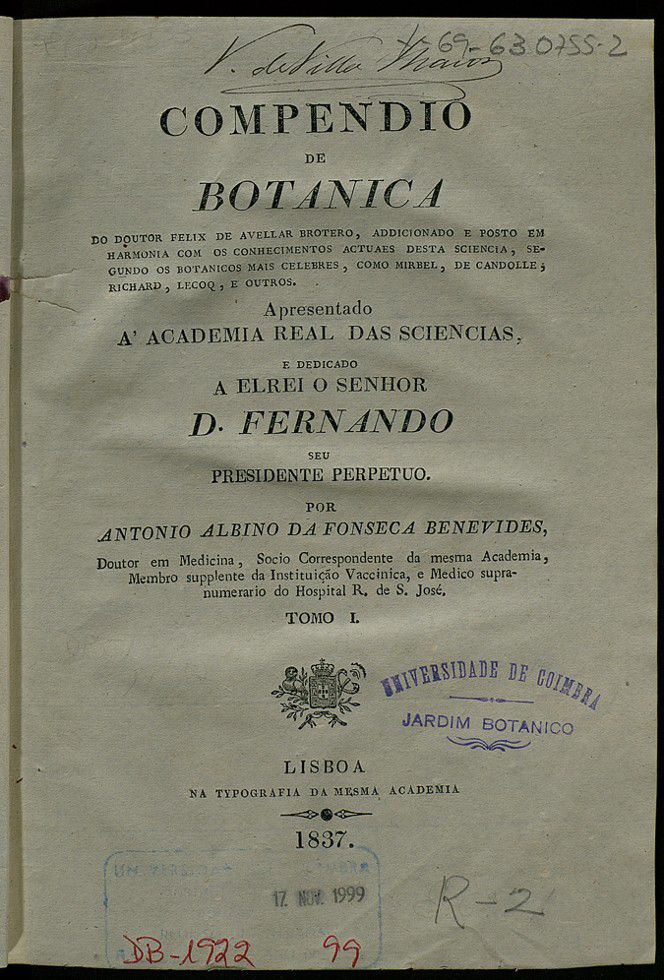 V. de Villa Maior
69-63 0755-2
COMPENDIO
DE
BOTANICA
DO DOUTOR FELIX DE AVELLAR BROTERO, ADDICIONADO E POSTO EM
HARMONIA COM OS CONHECIMENTOS ACTUAES DESTA SCIENCIA, SE-
GUNDO OS BOTANICOS MAIS CELEBRES, COMO MIRBEL, DE CANDOLLE;
RICHARD, LECOQ, E OUTROS.
Apresentado
A' ACADEMIA REAL DAS SCIENCIAS,
E DEDICADO
A ELREI O SENHOR
D. FERNANDO
SEU
PRESIDENTE PERPETUO.
POR
ANTONIO ALBINO DA FONSECA BENEVIDES,
Doutor em Medicina, Socio Correspondente da mesma Academia,
Membro supplente da Instituição Vaccinica, e Medico supra-
numerario do Hospital R. de S. José.
TOMO I.
UNIVERSIDADE DE COIMBRA
JARDIM BOTANICO
LISBOA
NA TYPOGRAFIA DA MESMA ACADEMIA
1837.
17. NOV. 1999
R-2
DB-1922 99